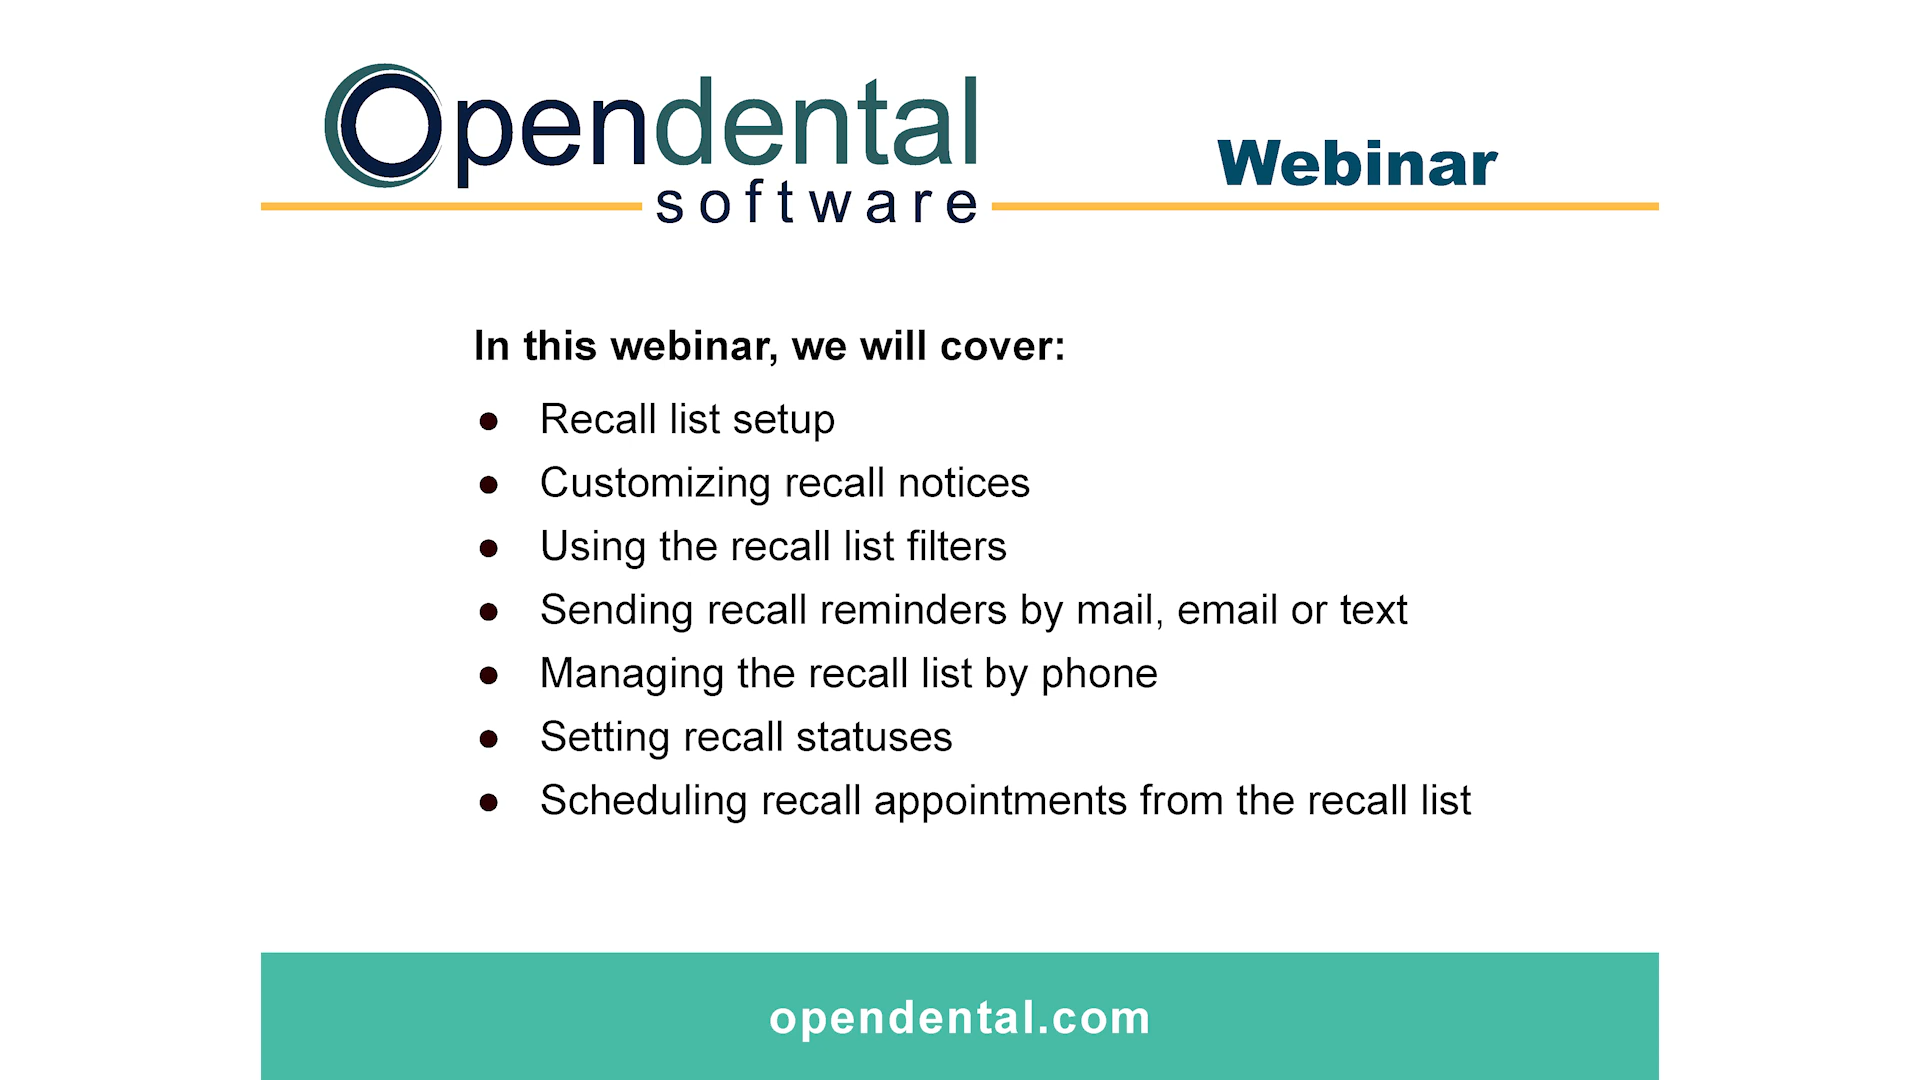 Opendental
software
Webinar
In this webinar, we will cover:
● Recall list setup
● Customizing recall notices
● Using the recall list filters
● Sending recall reminders by mail, email or text
● Managing the recall list by phone
● Setting recall statuses
● Scheduling recall appointments from the recall list
opendental.com